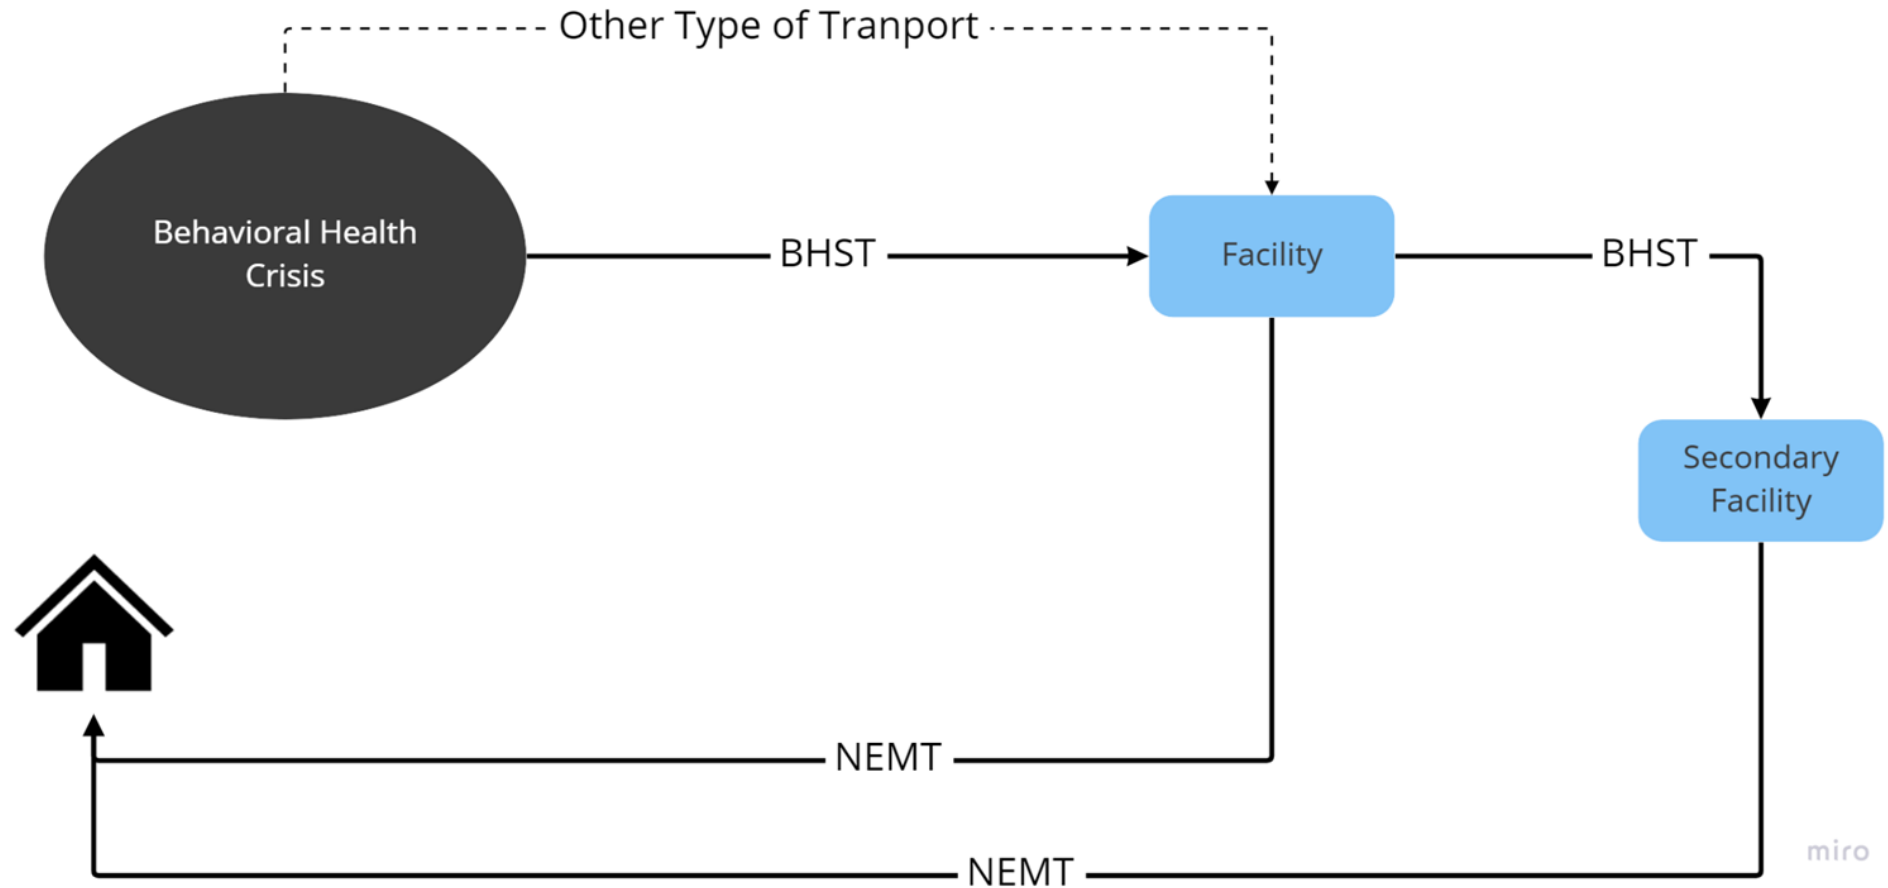 Other Type of Tranport
Behavioral Health
Crisis
BHST
Facility
BHST
Secondary
Facility
NEMT
NEMT
miro